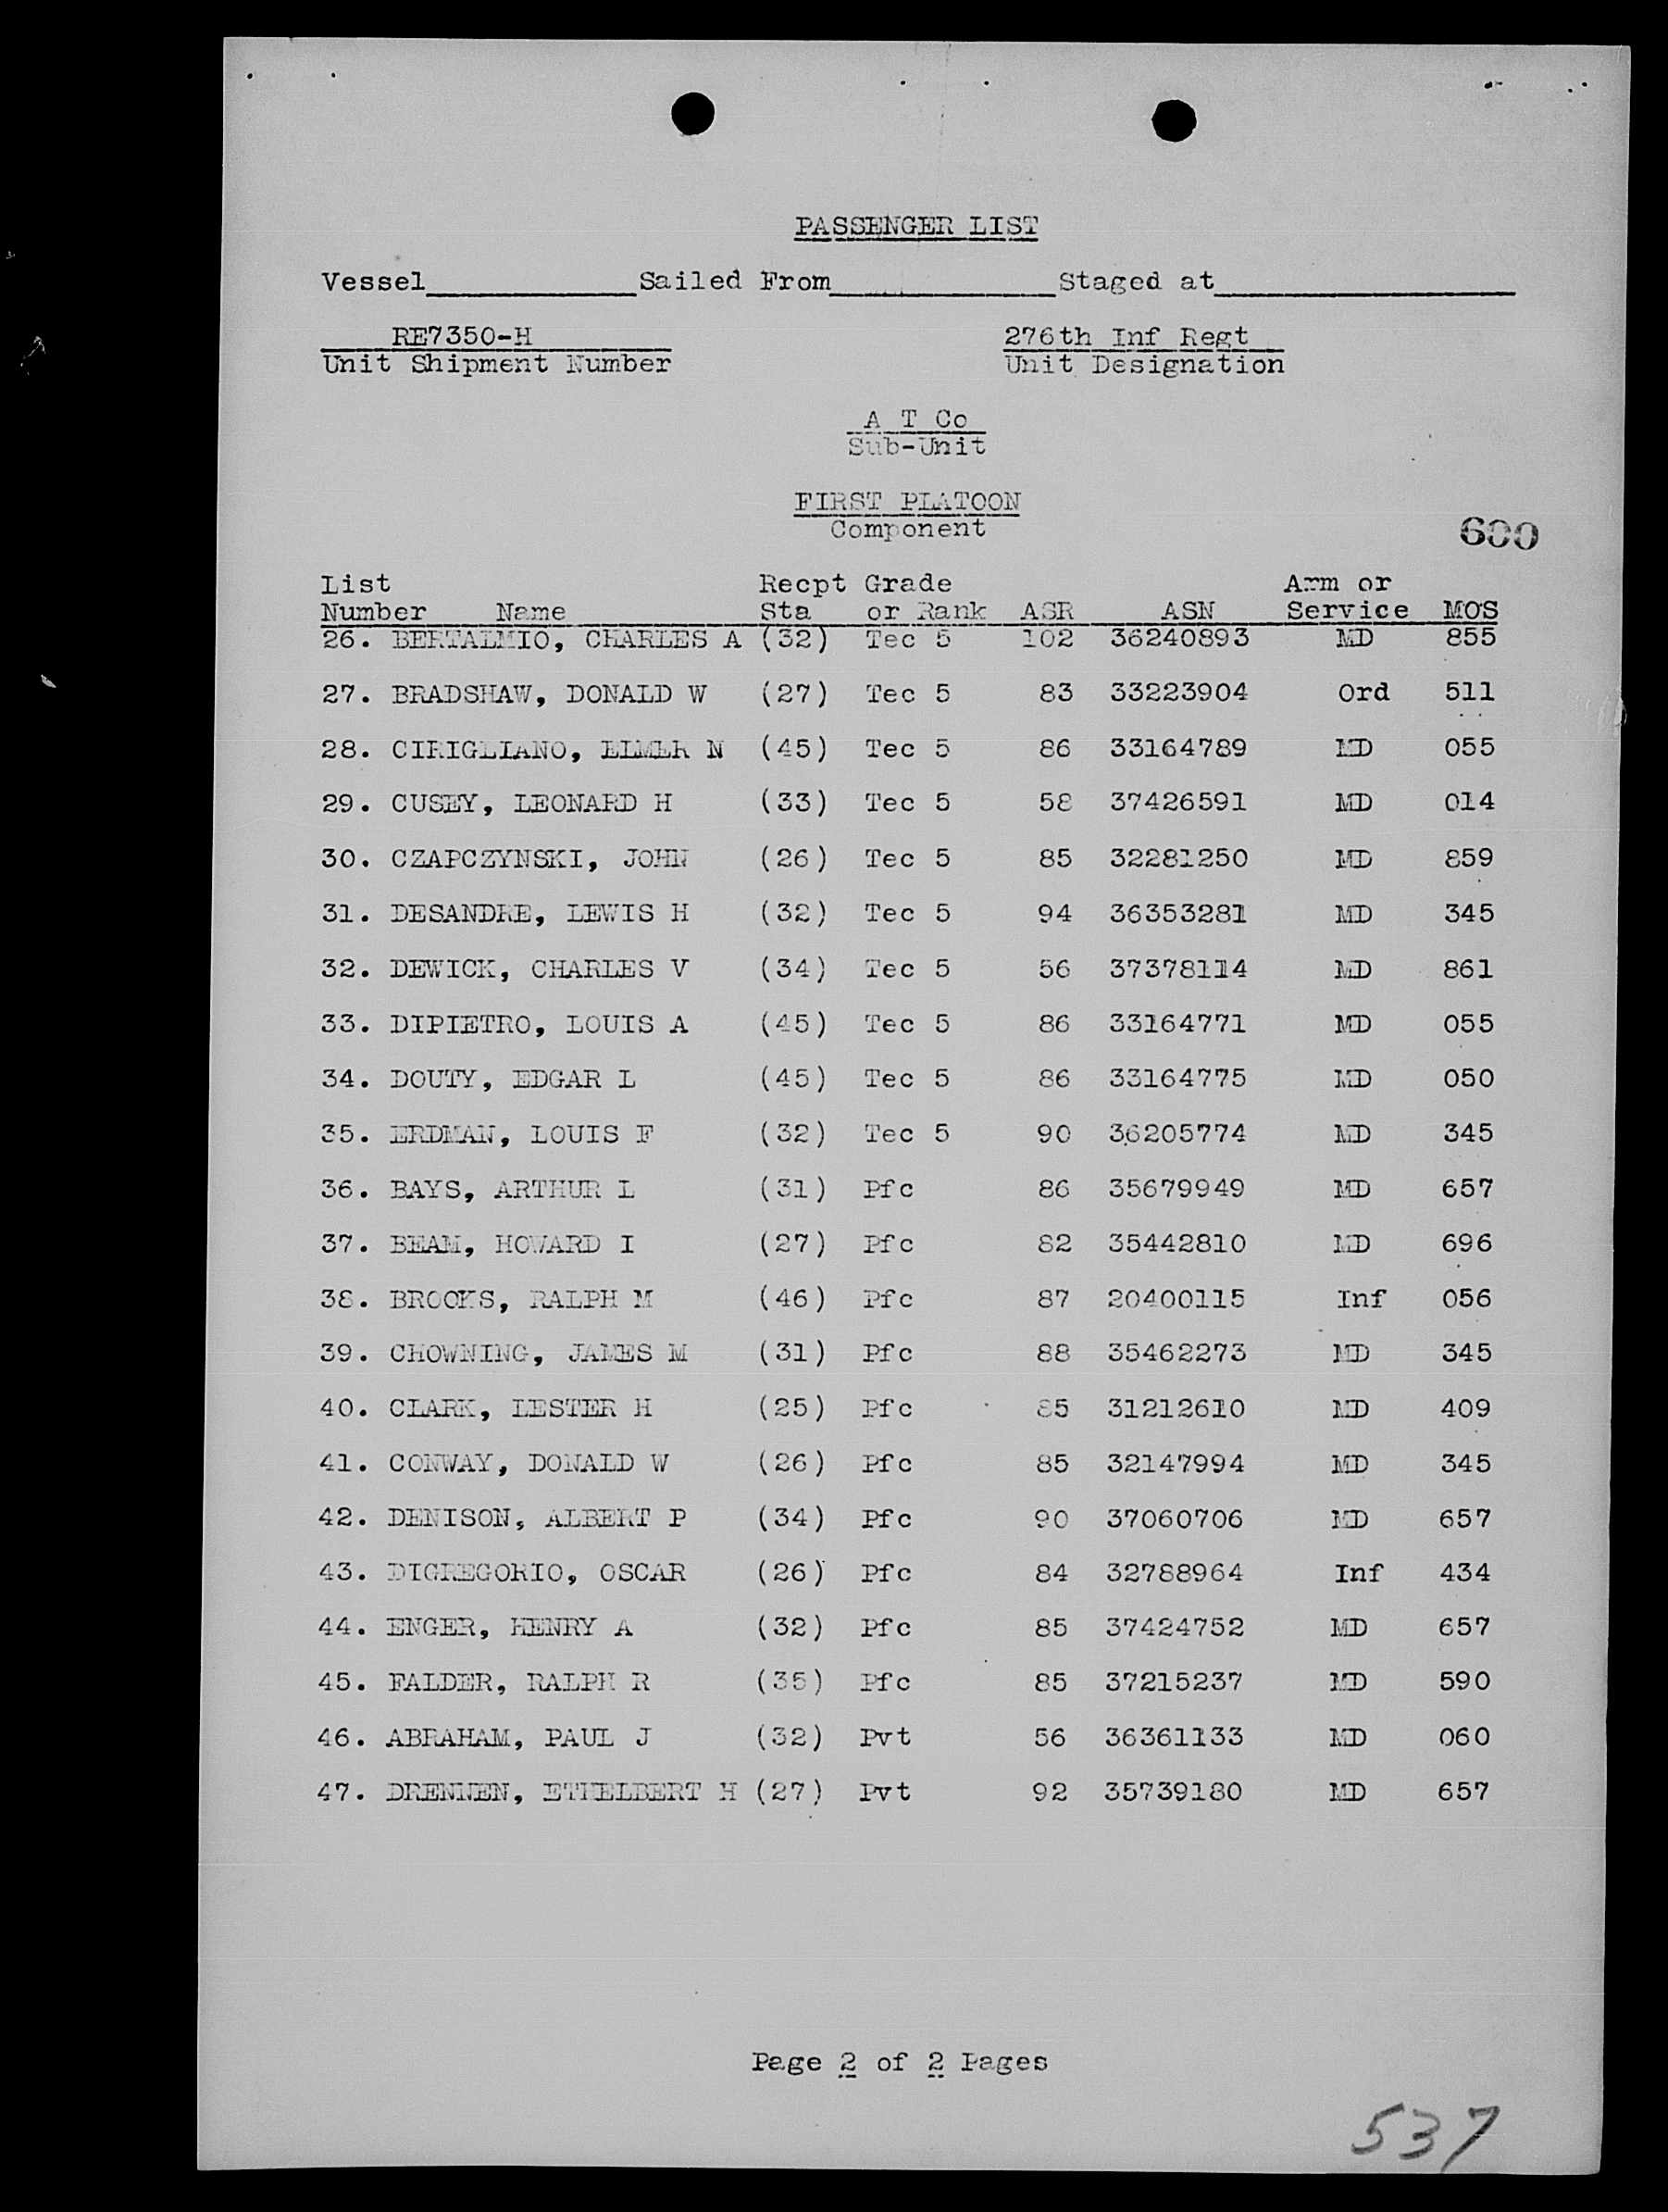 PASSENGER LIST
Vessel____________Sailed From_____________Staged at_________________
RE7350-H 276th Inf Regt
Unit Shipment Number Unit Designation
A T Co
Sub-Unit
FIRST PLATOON
Component
600
List Recpt Grade Arm or
Number Name Sta or Rank ASR ASN Service MOS
26. BERTALMIO, CHARLES A (32) Tec 5 102 36240893 MD 855
27. BRADSHAW, DONALD W (27) Tec 5 83 33223904 Ord 511
28. CIRIGLIANO, ELMER N (45) Tec 5 86 33164789 MD 055
29. CUSEY, LEONARD H (33) Tec 5 58 37426591 MD 014
30. CZAPCZYNSKI, JOHN (26) Tec 5 85 32281250 MD 859
31. DESANDRE, LEWIS H (32) Tec 5 94 36353281 MD 345
32. DEWICK, CHARLES V (34) Tec 5 56 37378114 MD 861
33. DIPIETRO, LOUIS A (45) Tec 5 86 33164771 MD 055
34. DOUTY, EDGAR L (45) Tec 5 86 33164775 MD 050
35. ERDMAN, LOUIS F (32) Tec 5 90 36205774 MD 345
36. BAYS, ARTHUR L (31) Pfc 86 35679949 MD 657
37. BEAM, HOWARD I (27) Pfc 82 35442810 MD 696
38. BROOKS, RALPH M (46) Pfc 87 20400115 Inf 056
39. CHOWNING, JAMES M (31) Pfc 88 35462273 MD 345
40. CLARK, LESTER H (25) Pfc 85 31212610 MD 409
41. CONWAY, DONALD W (26) Pfc 85 32147994 MD 345
42. DENISON, ALBERT P (34) Pfc 90 37060706 MD 657
43. DIGREGORIO, OSCAR (26) Pfc 84 32788964 Inf 434
44. ENGER, HENRY A (32) Pfc 85 37424752 MD 657
45. FALDER, RALPH R (35) Pfc 85 37215237 MD 590
46. ABRAHAM, PAUL J (32) Pvt 56 36361133 MD 060
47. DRENNEN, ETHELBERT H (27) Pvt 92 35739180 MD 657
Page 2 of 2 Pages
537